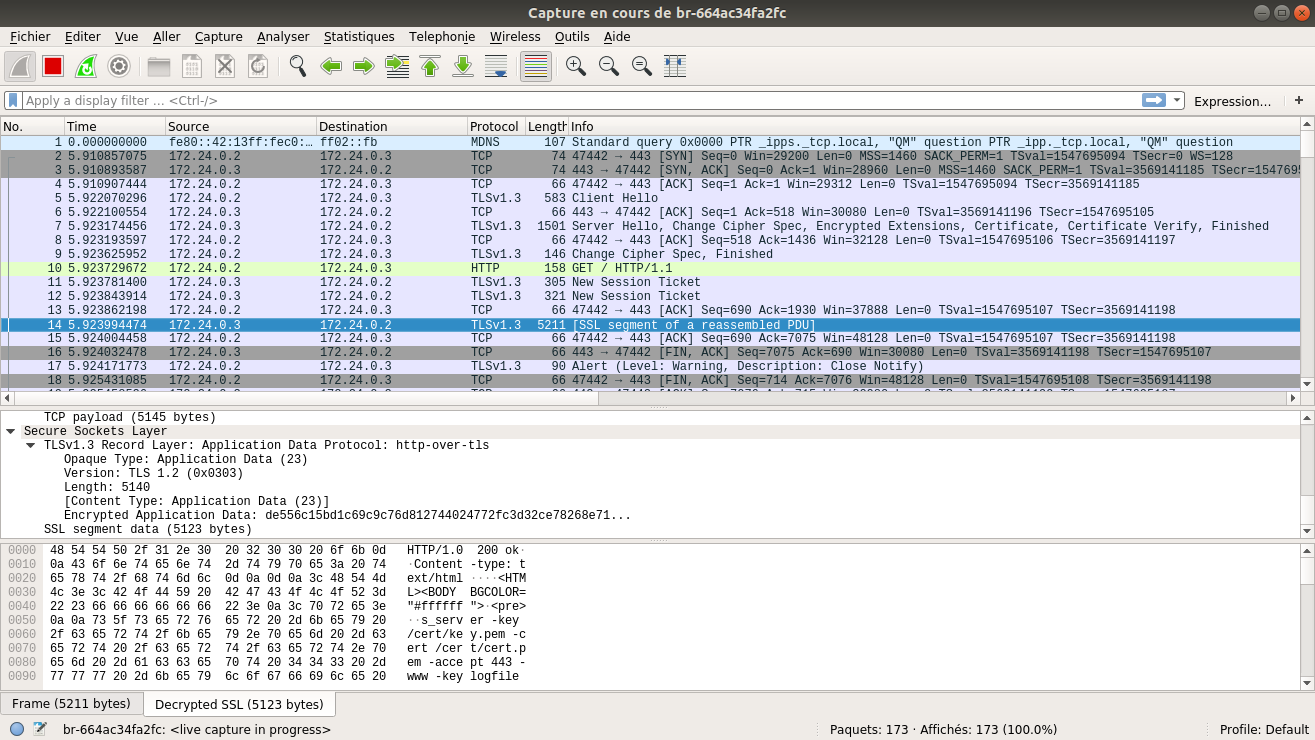 Capture en cours de br-664ac34fa2fc
Fichier Editer Vue Aller Capture Analyser Statistiques Telephonie Wireless Outils Aide
Apply a display filter … <Ctrl-/> Expression… +
No. Time Source Destination Protocol Length Info
1 0.000000000 fe80::42:13ff:fec0:… ff02::fb MDNS 107 Standard query 0x0000 PTR _ipps._tcp.local, "QM" question PTR _ipp._tcp.local, "QM" question
2 5.910857075 172.24.0.2 172.24.0.3 TCP 74 47442 → 443 [SYN] Seq=0 Win=29200 Len=0 MSS=1460 SACK_PERM=1 TSval=1547695094 TSecr=0 WS=128
3 5.910893587 172.24.0.3 172.24.0.2 TCP 74 443 → 47442 [SYN, ACK] Seq=0 Ack=1 Win=28960 Len=0 MSS=1460 SACK_PERM=1 TSval=3569141185 TSecr=1547695
4 5.910907444 172.24.0.2 172.24.0.3 TCP 66 47442 → 443 [ACK] Seq=1 Ack=1 Win=29312 Len=0 TSval=1547695094 TSecr=3569141185
5 5.922070296 172.24.0.2 172.24.0.3 TLSv1.3 583 Client Hello
6 5.922100554 172.24.0.3 172.24.0.2 TCP 66 443 → 47442 [ACK] Seq=1 Ack=518 Win=30080 Len=0 TSval=3569141196 TSecr=1547695105
7 5.923174456 172.24.0.3 172.24.0.2 TLSv1.3 1501 Server Hello, Change Cipher Spec, Encrypted Extensions, Certificate, Certificate Verify, Finished
8 5.923193597 172.24.0.2 172.24.0.3 TCP 66 47442 → 443 [ACK] Seq=518 Ack=1436 Win=32128 Len=0 TSval=1547695106 TSecr=3569141197
9 5.923625952 172.24.0.2 172.24.0.3 TLSv1.3 146 Change Cipher Spec, Finished
10 5.923729672 172.24.0.2 172.24.0.3 HTTP 158 GET / HTTP/1.1
11 5.923781400 172.24.0.3 172.24.0.2 TLSv1.3 305 New Session Ticket
12 5.923843914 172.24.0.3 172.24.0.2 TLSv1.3 321 New Session Ticket
13 5.923862198 172.24.0.2 172.24.0.3 TCP 66 47442 → 443 [ACK] Seq=690 Ack=1930 Win=37888 Len=0 TSval=1547695107 TSecr=3569141198
14 5.923994474 172.24.0.3 172.24.0.2 TLSv1.3 5211 [SSL segment of a reassembled PDU]
15 5.924004458 172.24.0.2 172.24.0.3 TCP 66 47442 → 443 [ACK] Seq=690 Ack=7075 Win=48128 Len=0 TSval=1547695107 TSecr=3569141198
16 5.924032478 172.24.0.3 172.24.0.2 TCP 66 443 → 47442 [FIN, ACK] Seq=7075 Ack=690 Win=30080 Len=0 TSval=3569141198 TSecr=1547695107
17 5.924171773 172.24.0.2 172.24.0.3 TLSv1.3 90 Alert (Level: Warning, Description: Close Notify)
18 5.925431085 172.24.0.2 172.24.0.3 TCP 66 47442 → 443 [FIN, ACK] Seq=714 Ack=7076 Win=48128 Len=0 TSval=1547695108 TSecr=3569141198
TCP payload (5145 bytes)
Secure Sockets Layer
TLSv1.3 Record Layer: Application Data Protocol: http-over-tls
Opaque Type: Application Data (23)
Version: TLS 1.2 (0x0303)
Length: 5140
[Content Type: Application Data (23)]
Encrypted Application Data: de556c15bd1c69c9c76d812744024772fc3d32ce78268e71...
SSL segment data (5123 bytes)
0000 48 54 54 50 2f 31 2e 30 20 32 30 30 20 6f 6b 0d HTTP/1.0 200 ok·
0010 0a 43 6f 6e 74 65 6e 74 2d 74 79 70 65 3a 20 74 ·Content -type: t
0020 65 78 74 2f 68 74 6d 6c 0d 0a 0d 0a 3c 48 54 4d ext/html ····<HTM
0030 4c 3e 3c 42 4f 44 59 20 42 47 43 4f 4c 4f 52 3d L><BODY BGCOLOR=
0040 22 23 66 66 66 66 66 66 22 3e 0a 3c 70 72 65 3e "#ffffff ">·<pre>
0050 0a 0a 73 5f 73 65 72 76 65 72 20 2d 6b 65 79 20 ··s_serv er -key
0060 2f 63 65 72 74 2f 6b 65 79 2e 70 65 6d 20 2d 63 /cert/ke y.pem -c
0070 65 72 74 20 2f 63 65 72 74 2f 63 65 72 74 2e 70 ert /cer t/cert.p
0080 65 6d 20 2d 61 63 63 65 70 74 20 34 34 33 20 2d em -acce pt 443 -
0090 77 77 77 20 2d 6b 65 79 6c 6f 67 66 69 6c 65 20 www -key logfile
Frame (5211 bytes) Decrypted SSL (5123 bytes)
br-664ac34fa2fc: <live capture in progress> Paquets: 173 · Affichés: 173 (100.0%) Profile: Default